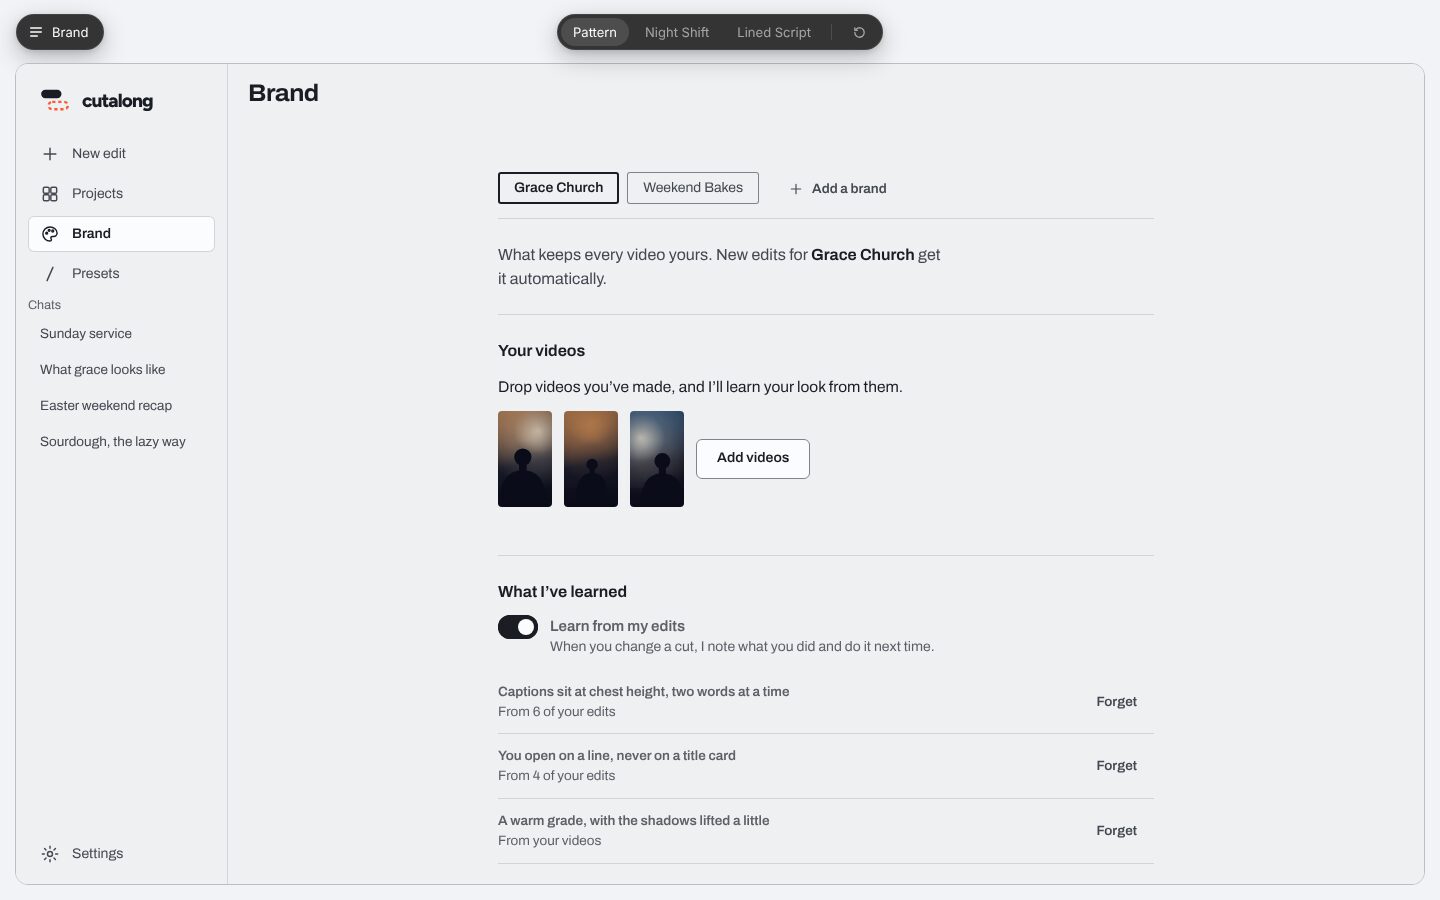 Brand
Pattern
Night Shift
Lined Script
cutalong
New edit
Projects
Brand
Presets
Chats
Sunday service
What grace looks like
Easter weekend recap
Sourdough, the lazy way
Settings
Brand
Grace Church
Weekend Bakes
Add a brand
What keeps every video yours. New edits for Grace Church get
it automatically.
Your videos
Drop videos you’ve made, and I’ll learn your look from them.
Add videos
What I’ve learned
Learn from my edits
When you change a cut, I note what you did and do it next time.
Captions sit at chest height, two words at a time
From 6 of your edits
Forget
You open on a line, never on a title card
From 4 of your edits
Forget
A warm grade, with the shadows lifted a little
From your videos
Forget